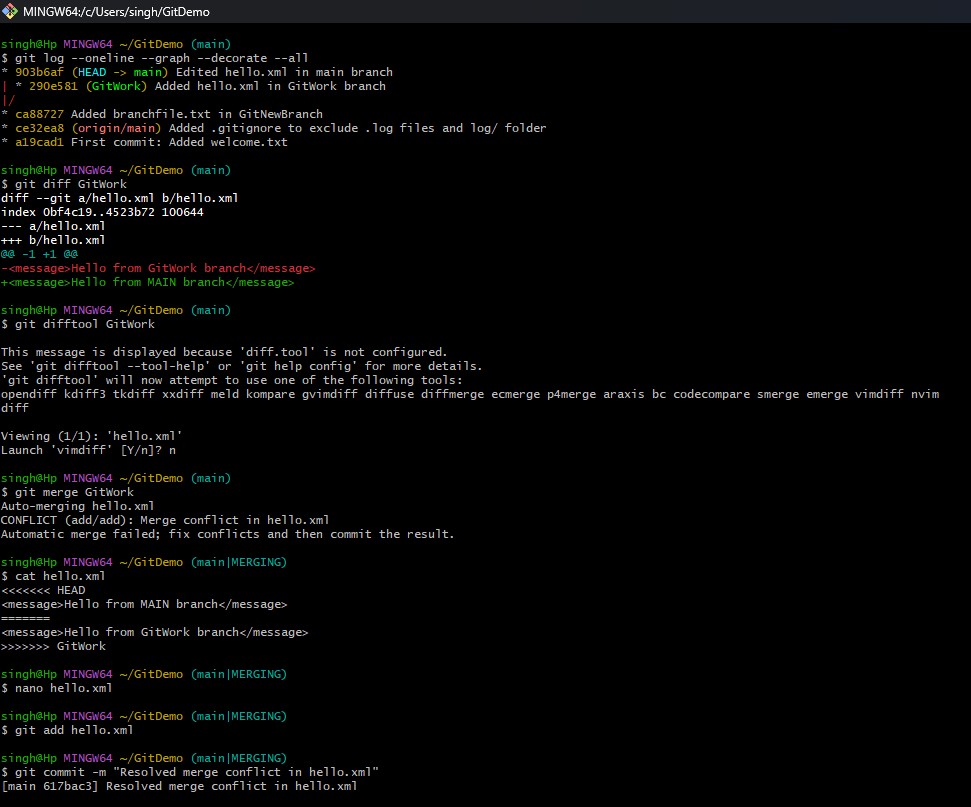 MINGW64:/c/Users/singh/GitDemo
singh@Hp MINGW64 ~/GitDemo (main)
$ git log --oneline --graph --decorate --all
* 903b6af (HEAD -> main) Edited hello.xml in main branch
| * 290e581 (GitWork) Added hello.xml in GitWork branch
|/
* ca88727 Added branchfile.txt in GitNewBranch
* ce32ea8 (origin/main) Added .gitignore to exclude .log files and log/ folder
* a19cad1 First commit: Added welcome.txt
singh@Hp MINGW64 ~/GitDemo (main)
$ git diff GitWork
diff --git a/hello.xml b/hello.xml
index 0bf4c19..4523b72 100644
--- a/hello.xml
+++ b/hello.xml
@@ -1 +1 @@
-<message>Hello from GitWork branch</message>
+<message>Hello from MAIN branch</message>
singh@Hp MINGW64 ~/GitDemo (main)
$ git difftool GitWork
This message is displayed because 'diff.tool' is not configured.
See 'git difftool --tool-help' or 'git help config' for more details.
'git difftool' will now attempt to use one of the following tools:
opendiff kdiff3 tkdiff xxdiff meld kompare gvimdiff diffuse diffmerge ecmerge p4merge araxis bc codecompare smerge emerge vimdiff nvim
diff
Viewing (1/1): 'hello.xml'
Launch 'vimdiff' [Y/n]? n
singh@Hp MINGW64 ~/GitDemo (main)
$ git merge GitWork
Auto-merging hello.xml
CONFLICT (add/add): Merge conflict in hello.xml
Automatic merge failed; fix conflicts and then commit the result.
singh@Hp MINGW64 ~/GitDemo (main|MERGING)
$ cat hello.xml
<<<<<<< HEAD
<message>Hello from MAIN branch</message>
=======
<message>Hello from GitWork branch</message>
>>>>>>> GitWork
singh@Hp MINGW64 ~/GitDemo (main|MERGING)
$ nano hello.xml
singh@Hp MINGW64 ~/GitDemo (main|MERGING)
$ git add hello.xml
singh@Hp MINGW64 ~/GitDemo (main|MERGING)
$ git commit -m "Resolved merge conflict in hello.xml"
[main 617bac3] Resolved merge conflict in hello.xml